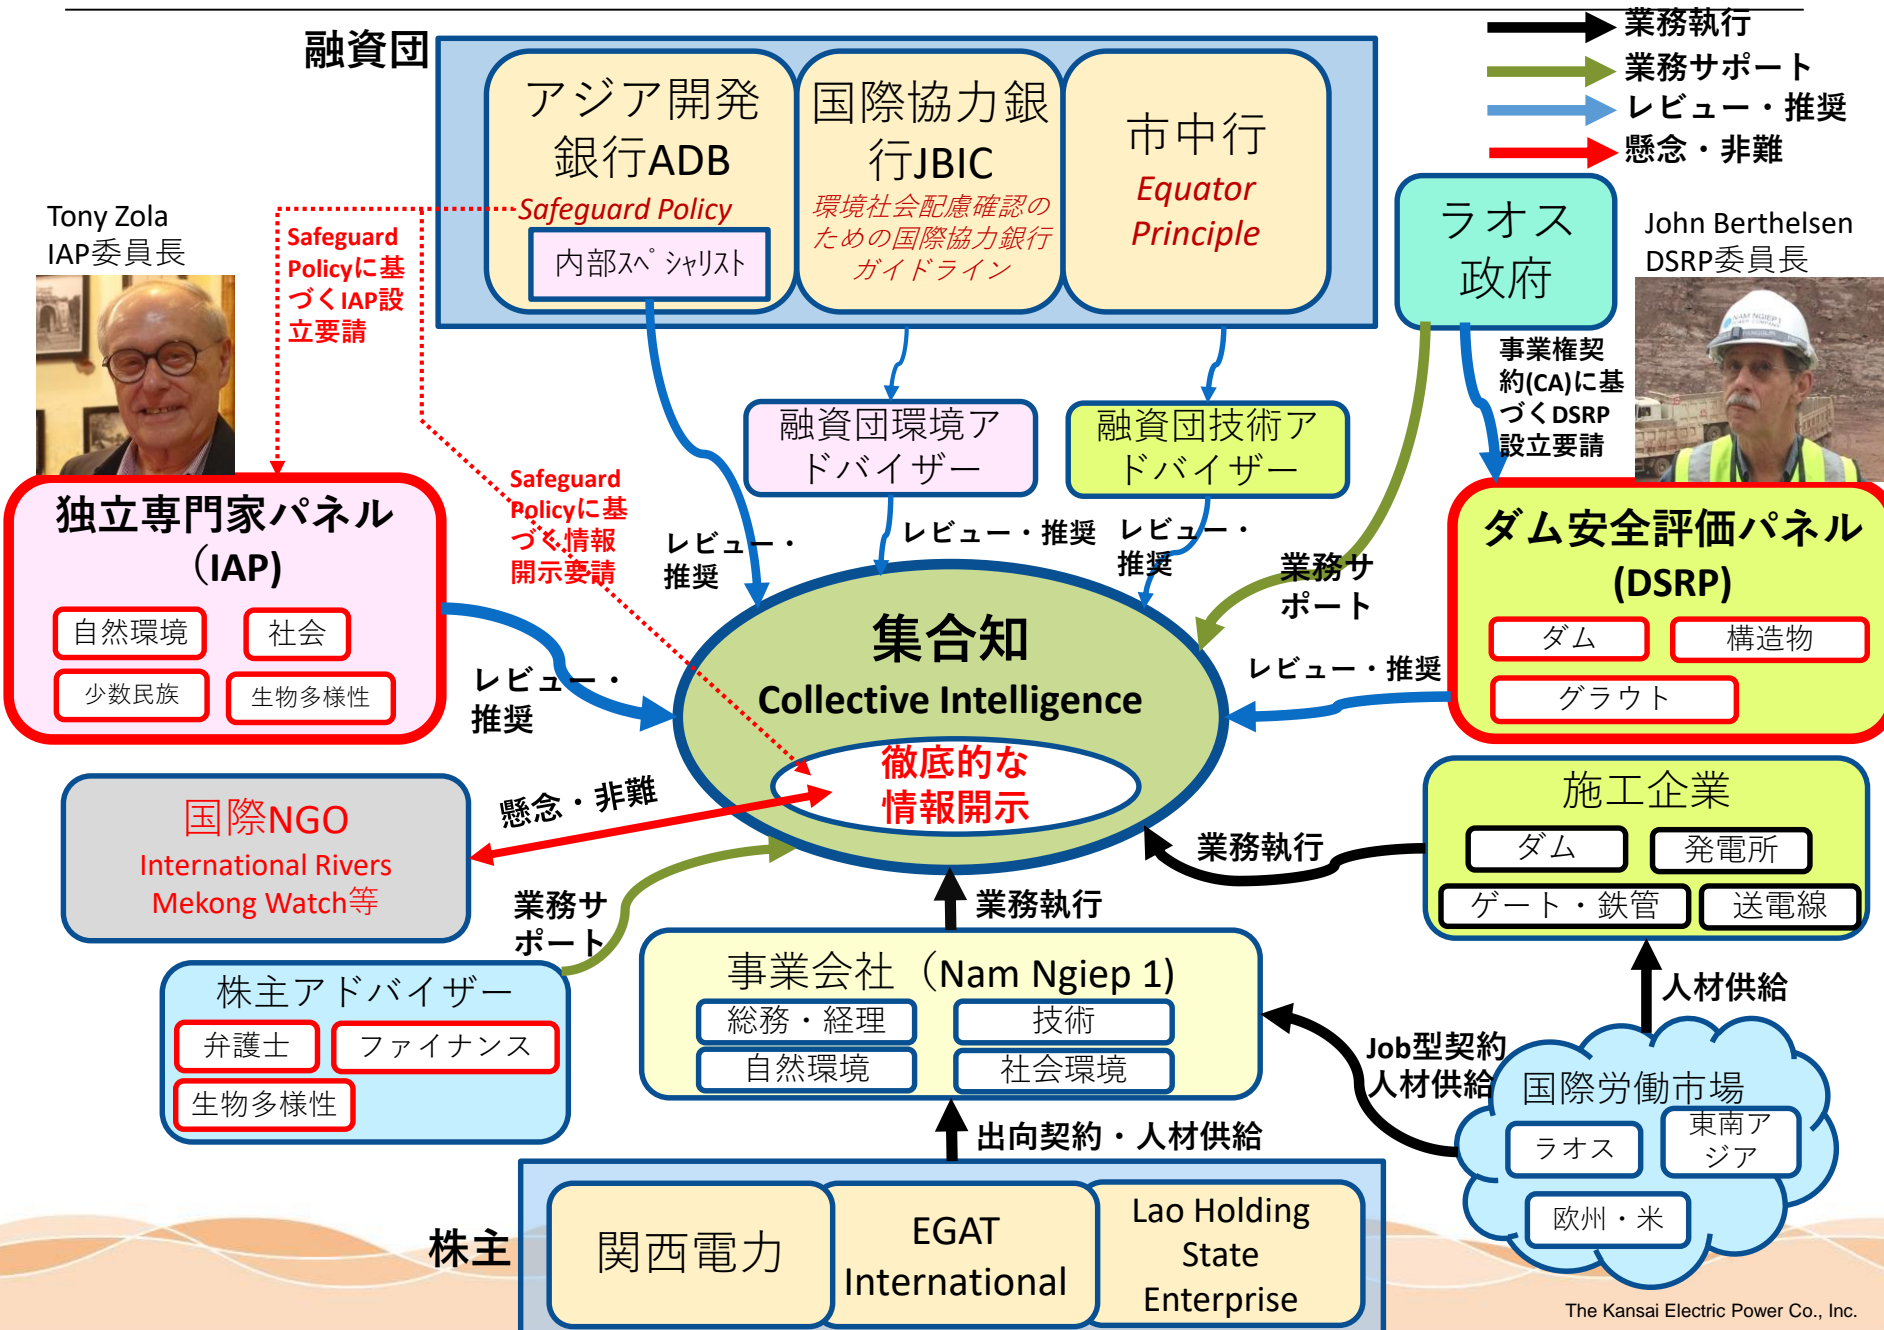 融資団
アジア開発
銀行ADB
Safeguard Policy
内部スペシャリスト
国際協力銀
行JBIC
環境社会配慮確認の
ための国際協力銀行
ガイドライン
市中行
Equator
Principle
業務執行
業務サポート
レビュー・推奨
懸念・非難
Tony Zola
IAP委員長
Safeguard
Policyに基
づくIAP設
立要請
ラオス
政府
John Berthelsen
DSRP委員長
事業権契
約(CA)に基
づくDSRP
設立要請
NAM NGIEP 1
融資団環境ア
ドバイザー
融資団技術ア
ドバイザー
独立専門家パネル
（IAP)
自然環境
社会
少数民族
生物多様性
Safeguard
Policyに基
づく情報
開示要請
レビュー・
推奨
レビュー・推奨
レビュー・
推奨
業務サ
ポート
ダム安全評価パネル
(DSRP)
ダム
構造物
グラウト
レビュー・
推奨
レビュー・推奨
集合知
Collective Intelligence
徹底的な
情報開示
国際NGO
International Rivers
Mekong Watch等
懸念・非難
施工企業
ダム
発電所
ゲート・鉄管
送電線
業務執行
業務サ
ポート
業務執行
株主アドバイザー
弁護士
ファイナンス
生物多様性
事業会社（Nam Ngiep 1)
総務・経理
技術
自然環境
社会環境
人材供給
Job型契約
人材供給
国際労働市場
ラオス
東南ア
ジア
欧州・米
出向契約・人材供給
株主
関西電力
EGAT
International
Lao Holding
State
Enterprise
The Kansai Electric Power Co., Inc.